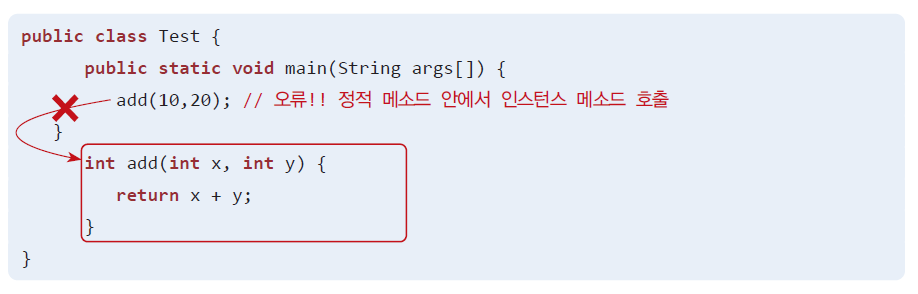 public class Test {
public static void main(String args[]) {
add(10,20); // 오류!! 정적 메소드 안에서 인스턴스 메소드 호출
}
int add(int x, int y) {
return x + y;
}
}